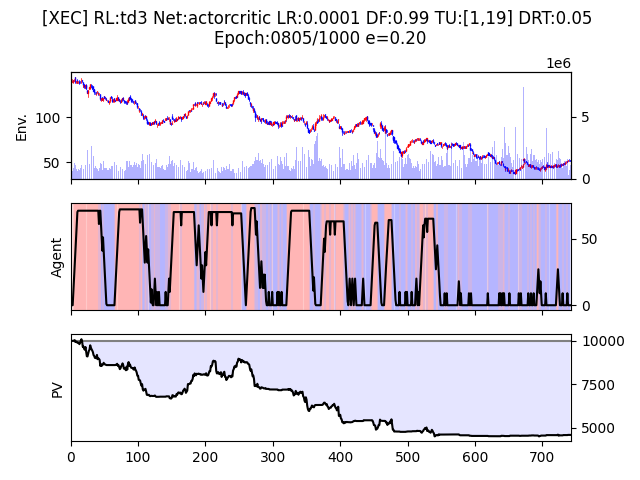 [XEC] RL:td3 Net:actorcritic LR:0.0001 DF:0.99 TU:[1,19] DRT:0.05
Epoch:0805/1000 e=0.20
1e6
Env.
100
50
5
0
Agent
50
0
PV
10000
7500
5000
0 100 200 300 400 500 600 700